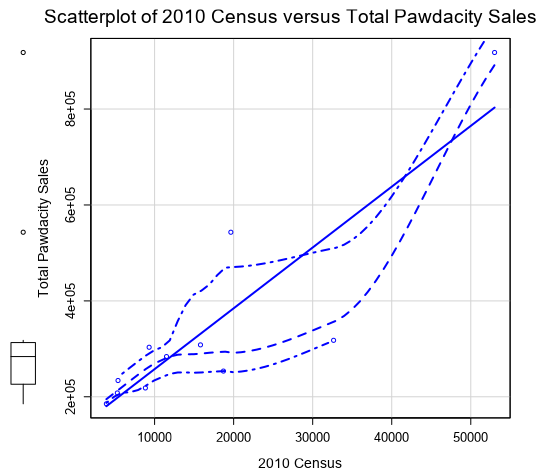 Scatterplot of 2010 Census versus Total Pawdacity Sales
Total Pawdacity Sales
8e+05
6e+05
4e+05
2e+05
10000 20000 30000 40000 50000
2010 Census